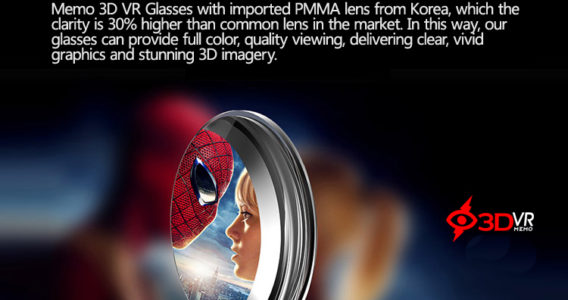 Memo 3D VR Glasses with imported PMMA lens from Korea, which the
clarity is 30% higher than common lens in the market. In this way, our
glasses can provide full color, quality viewing, delivering clear, vivid
graphics and stunning 3D imagery.
3DVR
MEMO